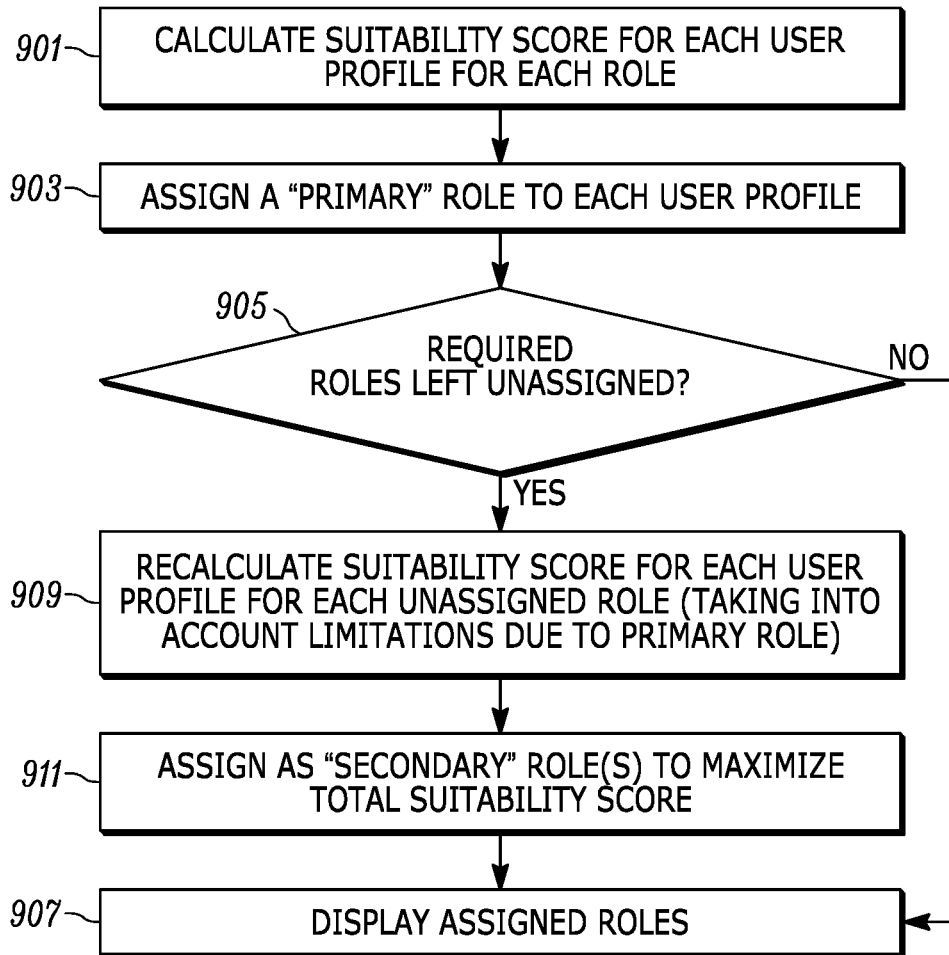 901
CALCULATE SUITABILITY SCORE FOR EACH USER
PROFILE FOR EACH ROLE
903
ASSIGN A “PRIMARY” ROLE TO EACH USER PROFILE
905
REQUIRED
ROLES LEFT UNASSIGNED?
NO
YES
909
RECALCULATE SUITABILITY SCORE FOR EACH USER
PROFILE FOR EACH UNASSIGNED ROLE (TAKING INTO
ACCOUNT LIMITATIONS DUE TO PRIMARY ROLE)
911
ASSIGN AS “SECONDARY” ROLE(S) TO MAXIMIZE
TOTAL SUITABILITY SCORE
907
DISPLAY ASSIGNED ROLES